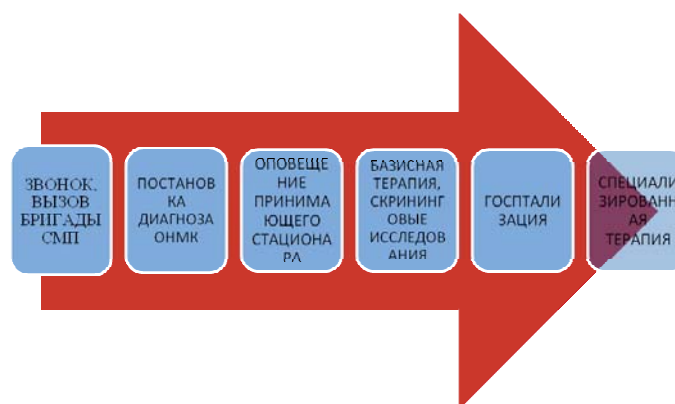 ЗВОНОК,
ВЫЗОВ
БРИГАДЫ
СМП
ПОСТАНОВ
КА
ДИАГНОЗА
ОНМК
ОПОВЕЩЕ
НИЕ
ПРИНИМА
ЮЩЕГО
СТАЦИОНА
РА
БАЗИСНАЯ
ТЕРАПИЯ,
СКРИНИНГ
ОВЫЕ
ИССЛЕДОВ
АНИЯ
ГОСПТАЛИ
ЗАЦИЯ
СПЕЦИАЛИ
ЗИРОВАНН
АЯ
ТЕРАПИЯ